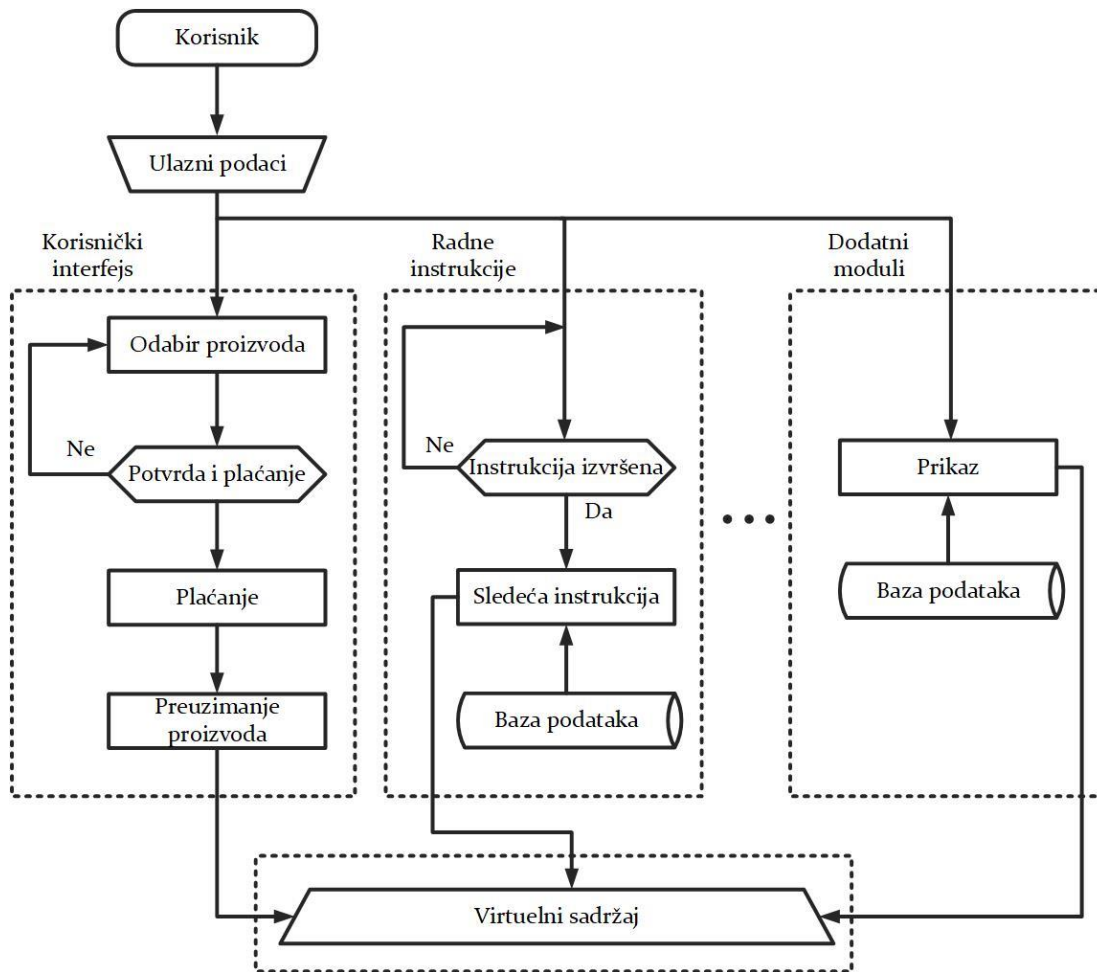 Korisnik
Ulazni podaci
Korisnički
interfejs
Odabir proizvoda
Ne
Potvrda i plaćanje
Plaćanje
Preuzimanje
proizvoda
Radne
instrukcije
Ne
Instrukcija izvršena
Da
Sledeća instrukcija
Baza podataka
Dodatni
moduli
Prikaz
Baza podataka
Virtuelni sadržaj